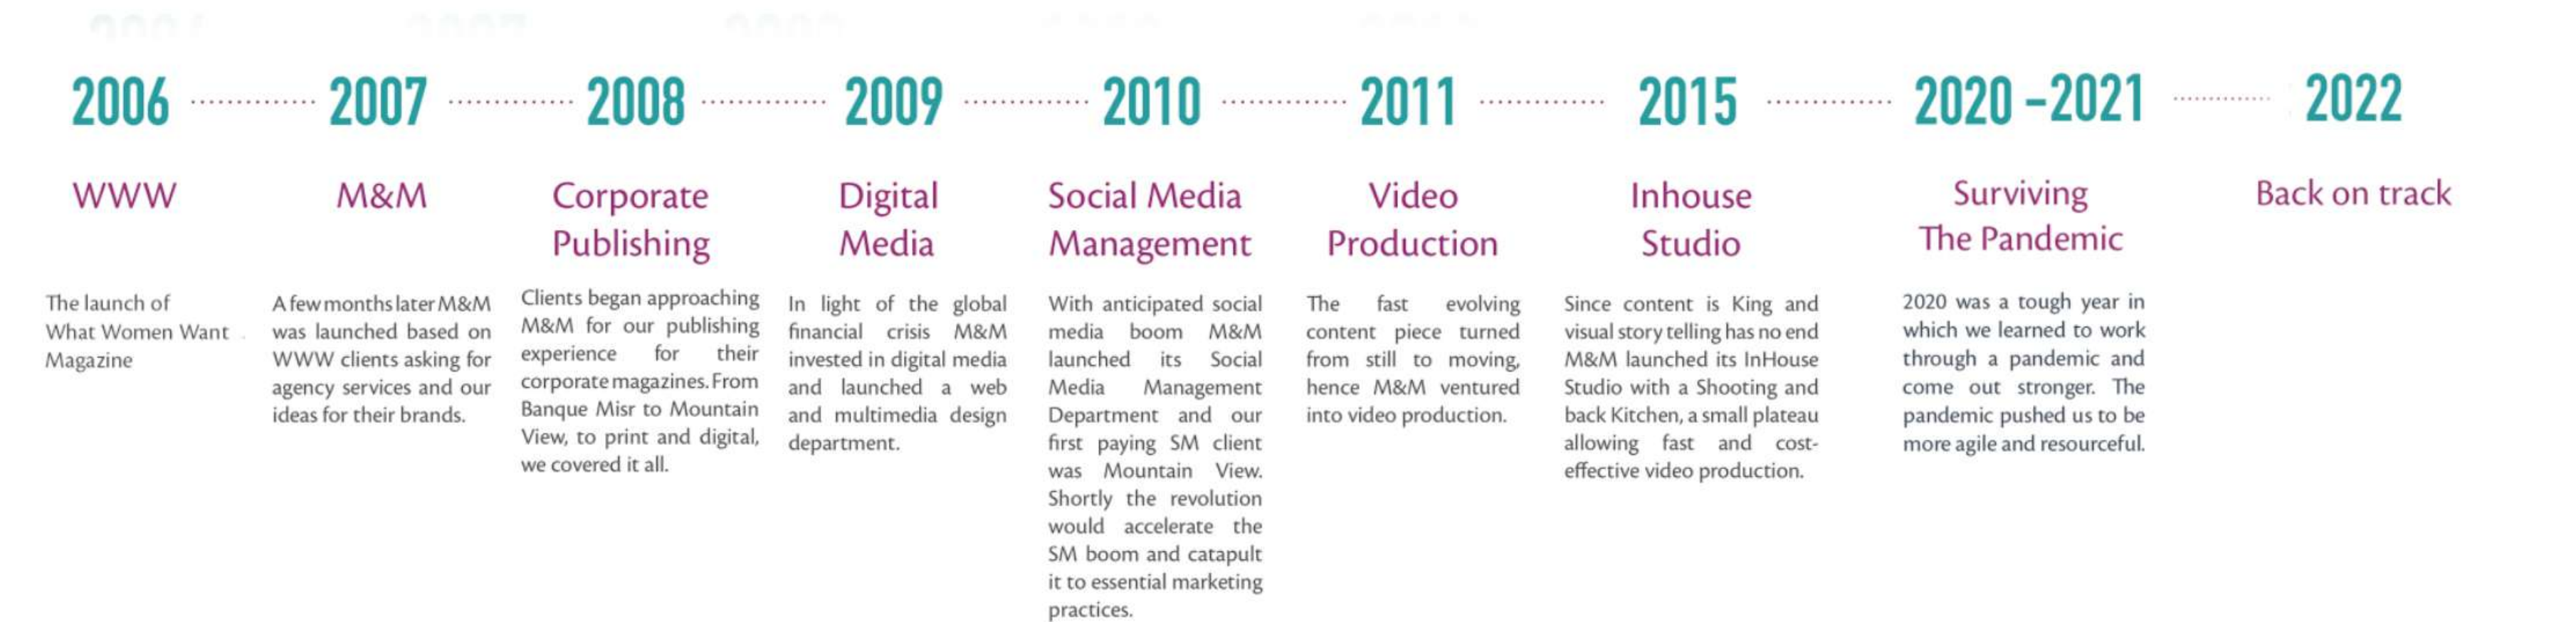 2006
2007
2008
2009
2010
2011
2015
2020 –2021
2022
WWW
The launch of
What Women Want
Magazine
M&M
A few months later M&M
was launched based on
WWW clients asking for
agency services and our
ideas for their brands.
Corporate
Publishing
Clients began approaching
M&M for our publishing
experience for their
corporate magazines. From
Banque Misr to Mountain
View, to print and digital,
we covered it all.
Digital
Media
In light of the global
financial crisis M&M
invested in digital media
and launched a web
and multimedia design
department.
Social Media
Management
With anticipated social
media boom M&M
launched its Social
Media Management
Department and our
first paying SM client
was Mountain View.
Shortly the revolution
would accelerate the
SM boom and catapult
it to essential marketing
practices.
Video
Production
The fast evolving
content piece turned
from still to moving,
hence M&M ventured
into video production.
Inhouse
Studio
Since content is King and
visual story telling has no end
M&M launched its InHouse
Studio with a Shooting and
back Kitchen, a small plateau
allowing fast and cost-
effective video production.
Surviving
The Pandemic
2020 was a tough year in
which we learned to work
through a pandemic and
come out stronger. The
pandemic pushed us to be
more agile and resourceful.
Back on track